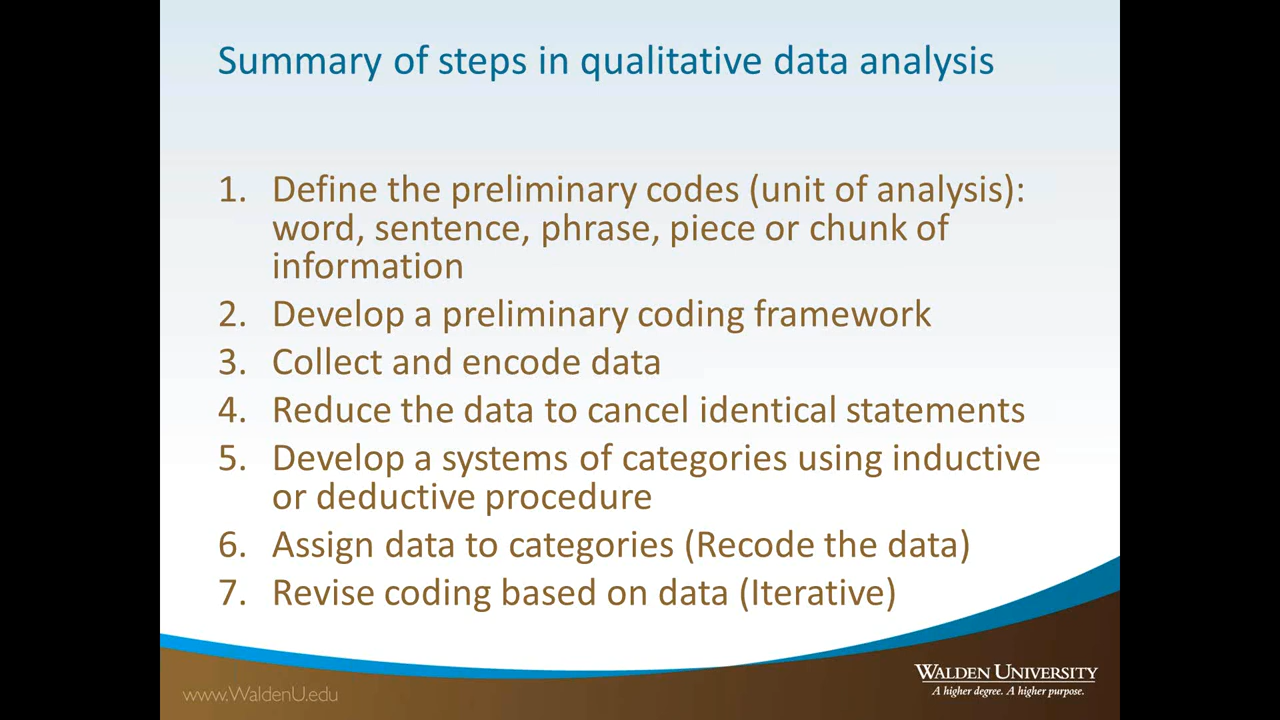 Summary of steps in qualitative data analysis
1. Define the preliminary codes (unit of analysis):
word, sentence, phrase, piece or chunk of
information
2. Develop a preliminary coding framework
3. Collect and encode data
4. Reduce the data to cancel identical statements
5. Develop a systems of categories using inductive
or deductive procedure
6. Assign data to categories (Recode the data)
7. Revise coding based on data (Iterative)
WALDEN UNIVERSITY
A higher degree. A higher purpose.
www.WaldenU.edu